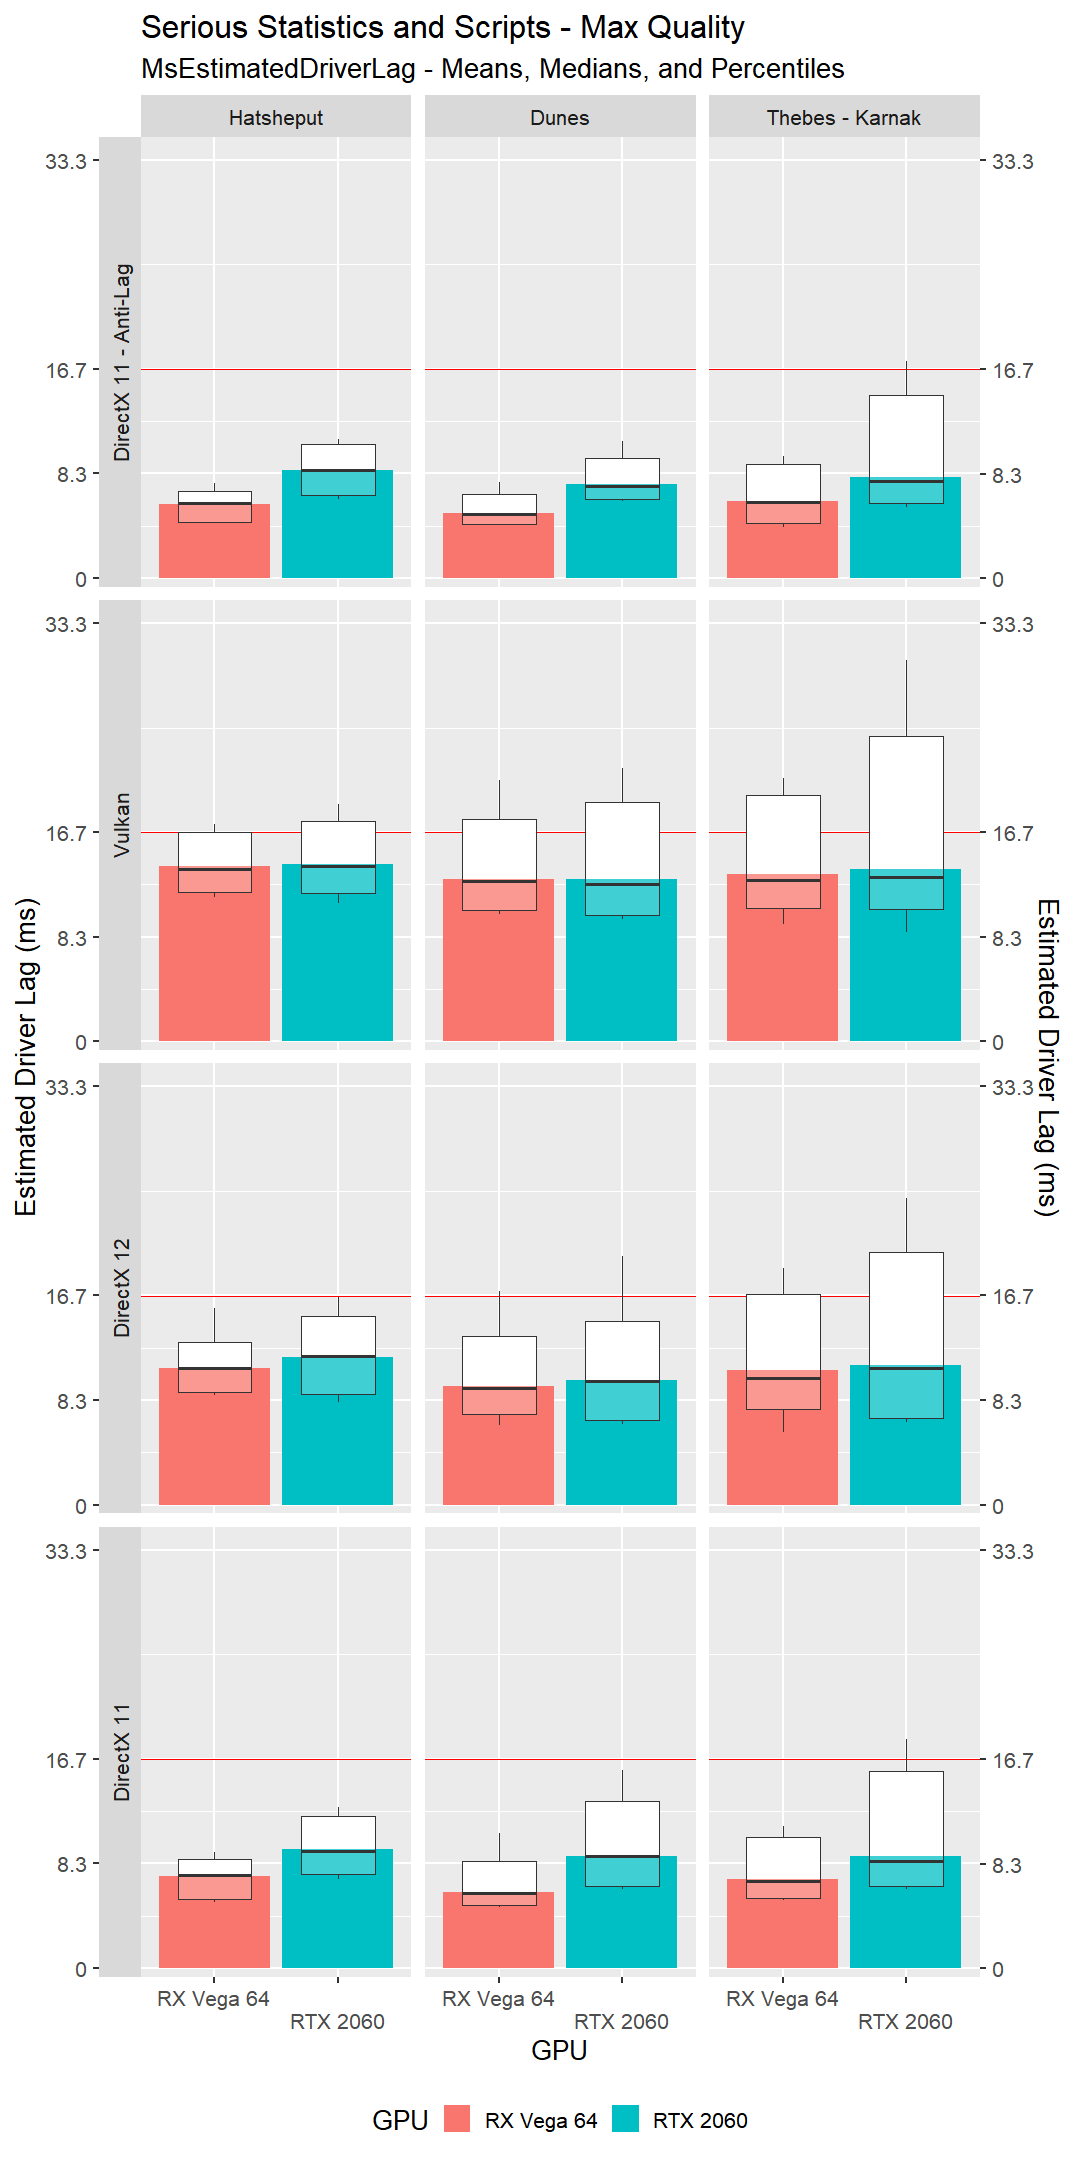 Serious Statistics and Scripts - Max Quality
MsEstimatedDriverLag - Means, Medians, and Percentiles
Hatsheput
Dunes
Thebes - Karnak
DirectX 11 - Anti-Lag
33.3
16.7
8.3
0
33.3
16.7
8.3
0
Vulkan
33.3
16.7
8.3
0
33.3
16.7
8.3
0
Estimated Driver Lag (ms)
Estimated Driver Lag (ms)
DirectX 12
33.3
16.7
8.3
0
33.3
16.7
8.3
0
DirectX 11
33.3
16.7
8.3
0
33.3
16.7
8.3
0
RX Vega 64
RTX 2060
RX Vega 64
RTX 2060
RX Vega 64
RTX 2060
GPU
GPU
RX Vega 64
RTX 2060